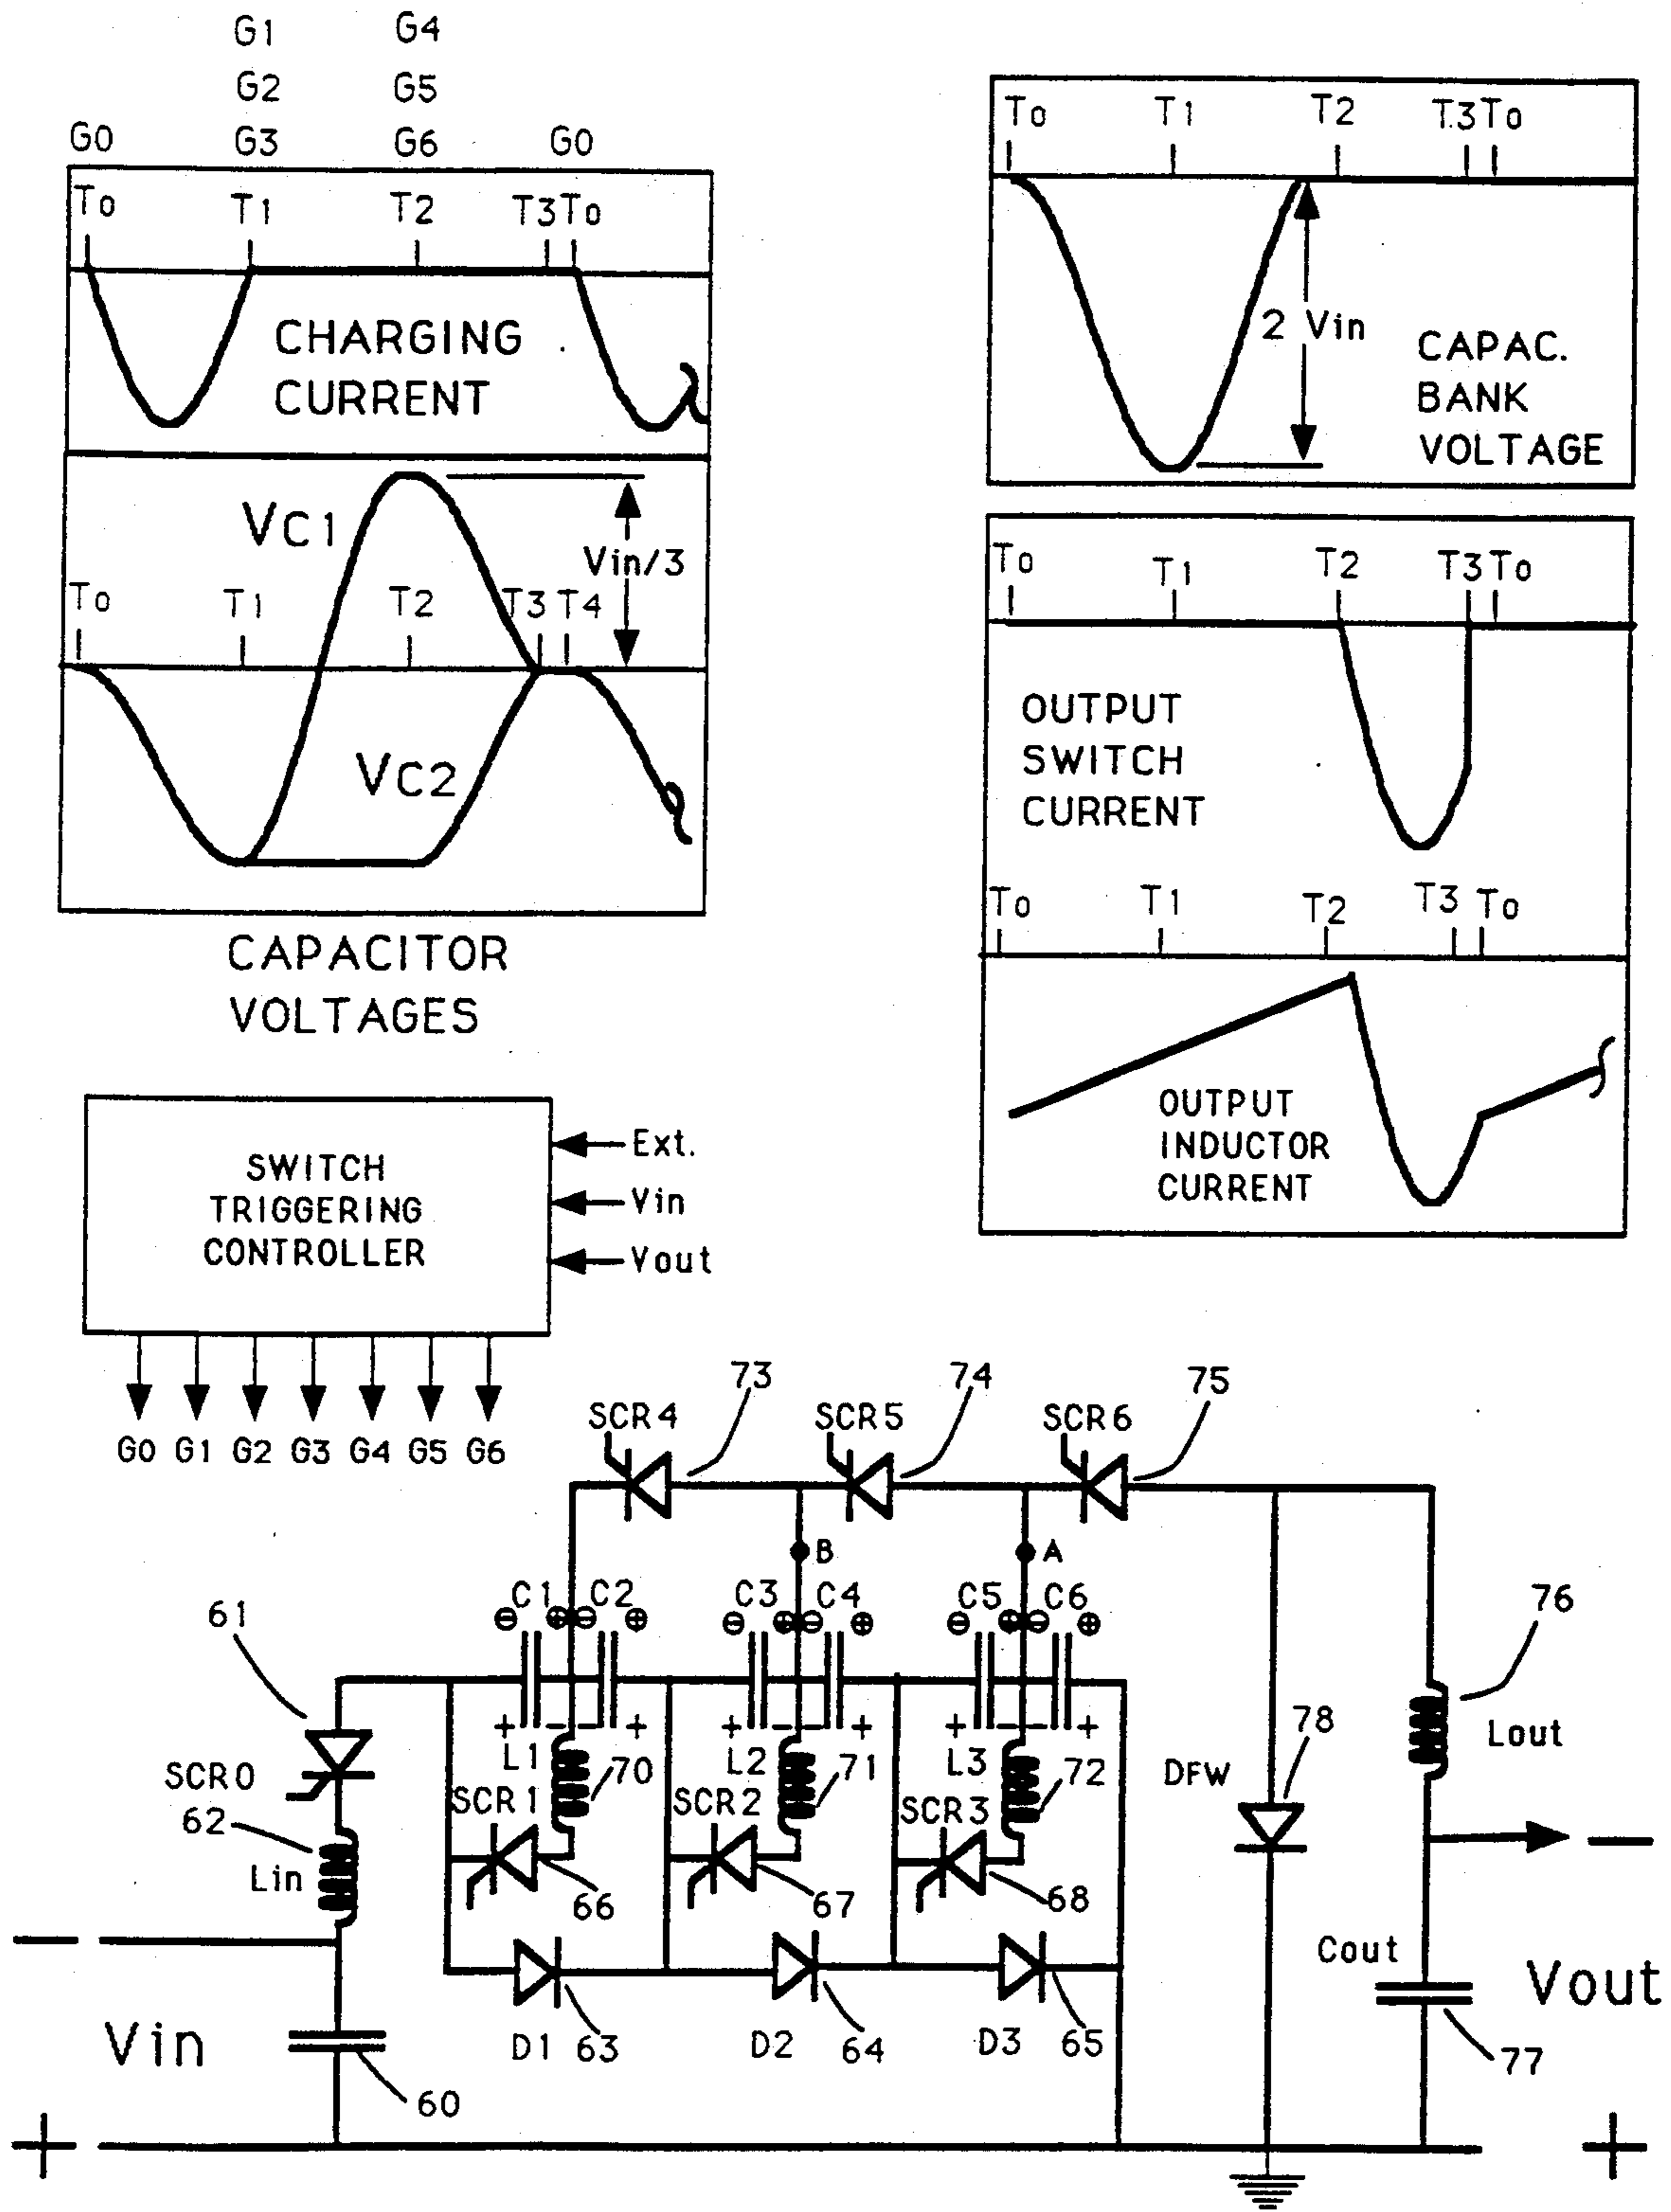 G1 G4
G2 G5
G0 G3 G6 G0
To T1 T2 T3 To
CHARGING
CURRENT
VC1
Vin/3
To T1 T2 T3 T4
VC2
CAPACITOR
VOLTAGES
To T1 T2 T3 To
2 Vin
CAPAC.
BANK
VOLTAGE
To T1 T2 T3 To
OUTPUT
SWITCH
CURRENT
To T1 T2 T3 To
OUTPUT
INDUCTOR
CURRENT
SWITCH
TRIGGERING
CONTROLLER
Ext.
Vin
Vout
G0 G1 G2 G3 G4 G5 G6
SCR4 73 SCR5 74 SCR6 75
B A
61 C1 C2 C3 C4 C5 C6 76
⊖ ⊕ ⊖ ⊕ ⊖ ⊕ ⊖ ⊕ ⊖ ⊕ ⊖ ⊕
+ - - + + - - + + - - +
SCR0 L1 70 L2 71 L3 72 DFW 78 Lout
62 SCR1 SCR2 SCR3
Lin 66 67 68
−
−
D1 63 D2 64 D3 65
Cout
Vin Vout
60 77
+ +